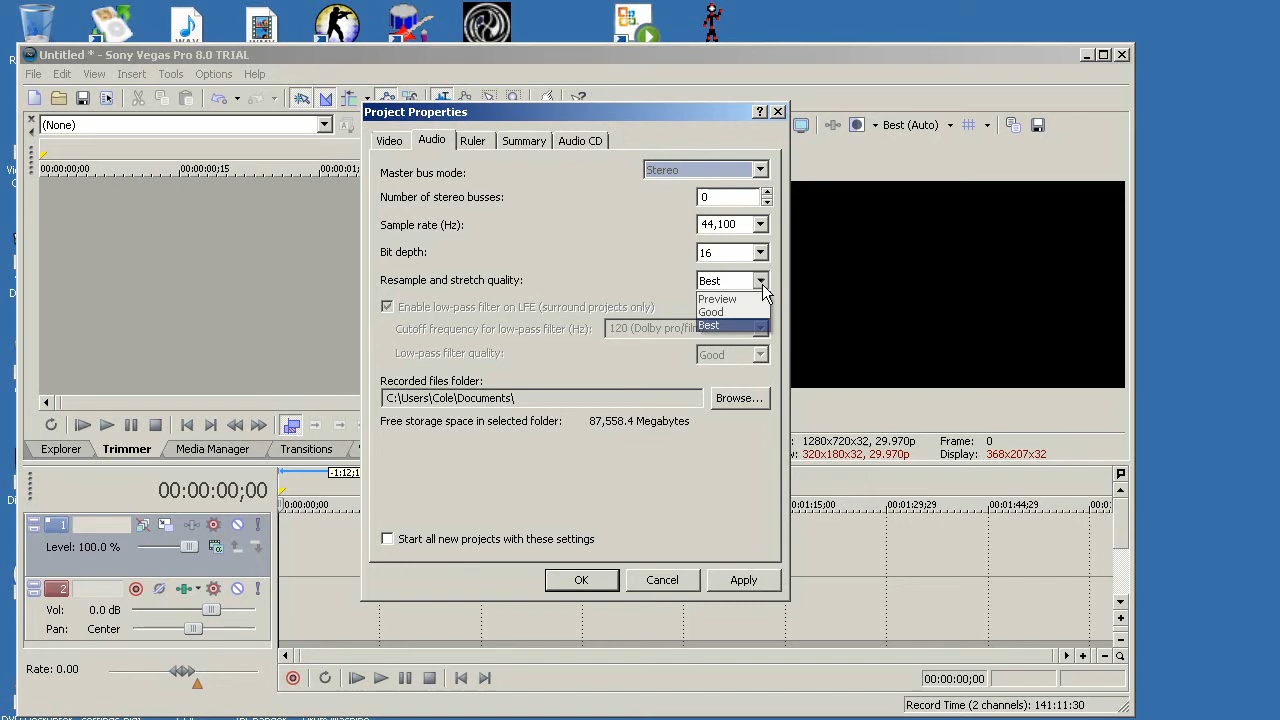 Untitled * - Sony Vegas Pro 8.0 TRIAL
File Edit View Insert Tools Options Help
Project Properties
(None)
Best (Auto)
Video Audio Ruler Summary Audio CD
00:00:00;00 00:00:00;15 00:00:01;
Master bus mode: Stereo
Number of stereo busses: 0
Sample rate (Hz): 44,100
Bit depth: 16
Resample and stretch quality: Best
Preview
Good
Best
Enable low-pass filter on LFE (surround projects only)
Cutoff frequency for low-pass filter (Hz): 120 (Dolby pro/fil
Low-pass filter quality: Good
Recorded files folder:
C:\Users\Cole\Documents\ Browse...
Free storage space in selected folder: 87,558.4 Megabytes
1280x720x32, 29.970p Frame: 0
320x180x32, 29.970p Display: 368x207x32
Explorer Trimmer Media Manager Transitions
-1:12;1
00:00:00;00
0:00:00;00 00:01:15;00 00:01:29;29 00:01:44;29 00:0
1
Level: 100.0 %
Start all new projects with these settings
OK Cancel Apply
2
Vol: 0.0 dB
Pan: Center
Rate: 0.00
00:00:00;00
Record Time (2 channels): 141:11:30